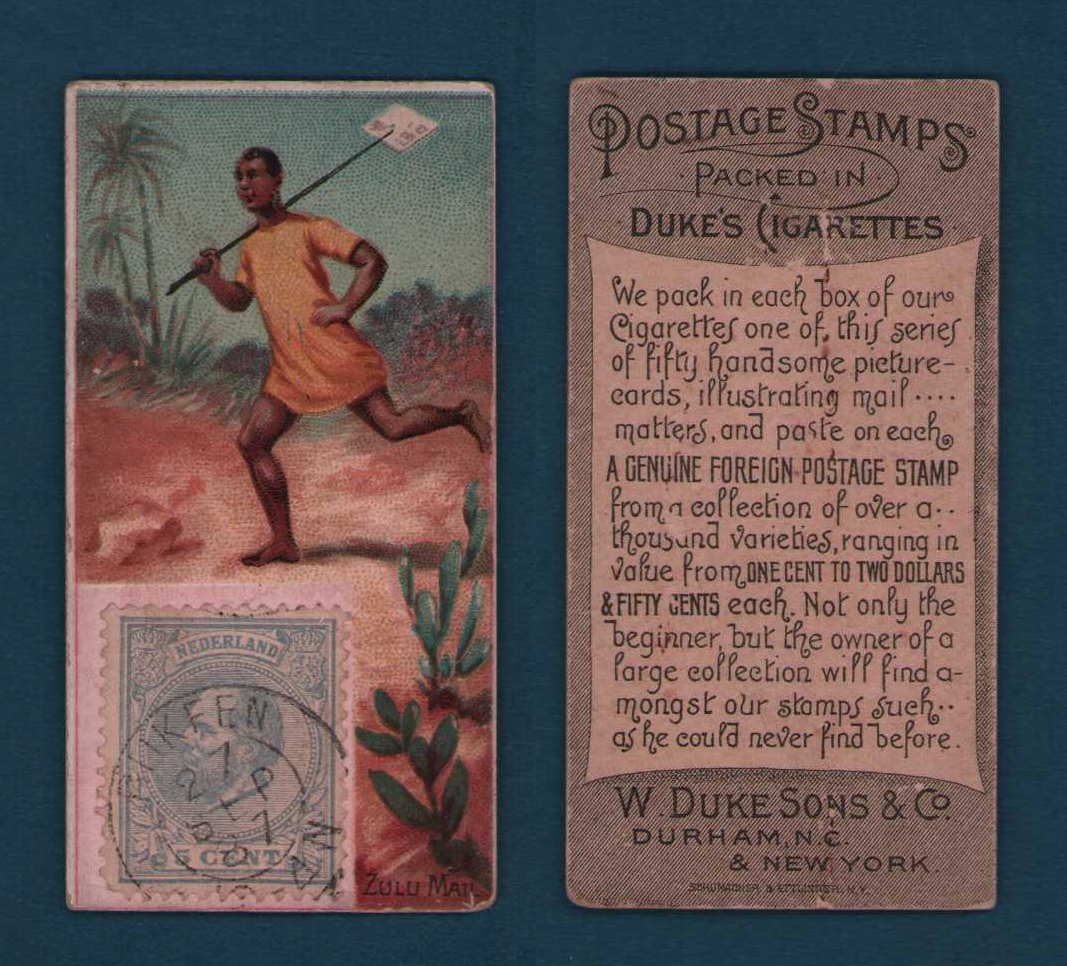 NEDERLAND
5 CENT
ZULU MAIL
POSTAGE STAMPS
PACKED IN
DUKE'S CIGARETTES
We pack in each box of our
Cigarettes one of this series
of fifty handsome picture-
cards, illustrating mail ....
matters, and paste on each
A GENUINE FOREIGN POSTAGE STAMP
from a collection of over a..
thousand varieties, ranging in
value from ONE CENT TO TWO DOLLARS
& FIFTY CENTS each. Not only the
beginner, but the owner of a
large collection will find a-
mongst our stamps such..
as he could never find before.
W. DUKE SONS & CO.
DURHAM, N.C.
& NEW YORK.
SCHUMACHER & ETTLINGER, N.Y.